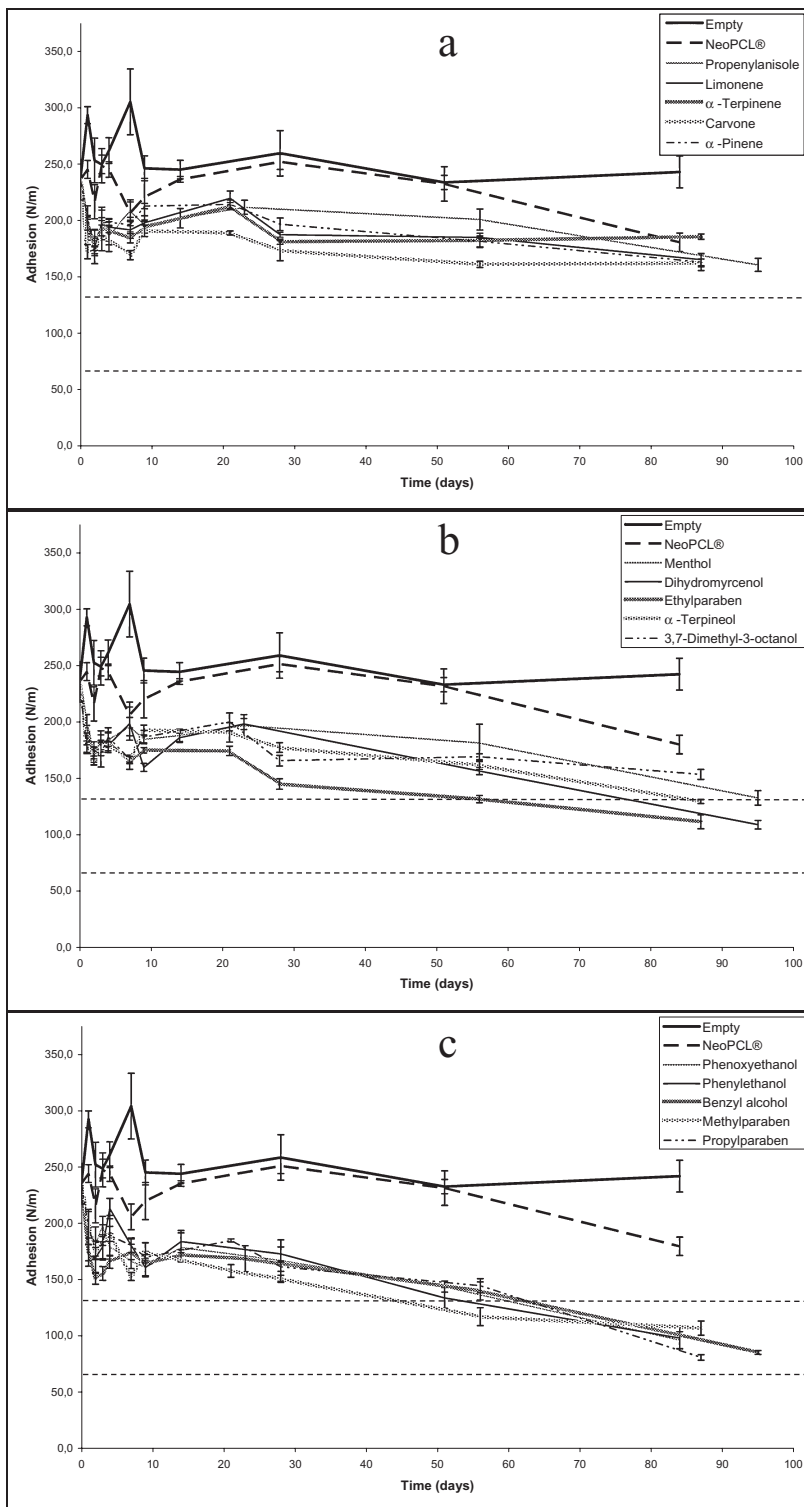 a
Empty
NeoPCL®
Propenylanisole
Limonene
α -Terpinene
Carvone
α -Pinene
350,0
300,0
250,0
200,0
150,0
100,0
50,0
0,0
Adhesion (N/m)
0 10 20 30 40 50 60 70 80 90 100
Time (days)
b
Empty
NeoPCL®
Menthol
Dihydromyrcenol
Ethylparaben
α -Terpineol
3,7-Dimethyl-3-octanol
350,0
300,0
250,0
200,0
150,0
100,0
50,0
0,0
Adhesion (N/m)
0 10 20 30 40 50 60 70 80 90 100
Time (days)
c
Empty
NeoPCL®
Phenoxyethanol
Phenylethanol
Benzyl alcohol
Methylparaben
Propylparaben
350,0
300,0
250,0
200,0
150,0
100,0
50,0
0,0
Adhesion (N/m)
0 10 20 30 40 50 60 70 80 90 100
Time (days)